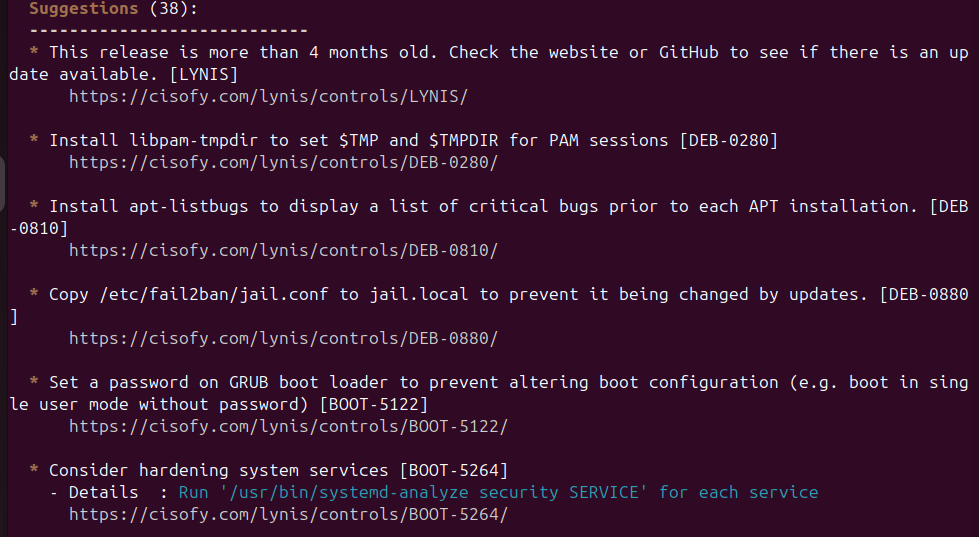 Suggestions (38):
----------------------------
* This release is more than 4 months old. Check the website or GitHub to see if there is an up
date available. [LYNIS]
https://cisofy.com/lynis/controls/LYNIS/
* Install libpam-tmpdir to set $TMP and $TMPDIR for PAM sessions [DEB-0280]
https://cisofy.com/lynis/controls/DEB-0280/
* Install apt-listbugs to display a list of critical bugs prior to each APT installation. [DEB
-0810]
https://cisofy.com/lynis/controls/DEB-0810/
* Copy /etc/fail2ban/jail.conf to jail.local to prevent it being changed by updates. [DEB-0880
]
https://cisofy.com/lynis/controls/DEB-0880/
* Set a password on GRUB boot loader to prevent altering boot configuration (e.g. boot in sing
le user mode without password) [BOOT-5122]
https://cisofy.com/lynis/controls/BOOT-5122/
* Consider hardening system services [BOOT-5264]
- Details  : Run '/usr/bin/systemd-analyze security SERVICE' for each service
https://cisofy.com/lynis/controls/BOOT-5264/